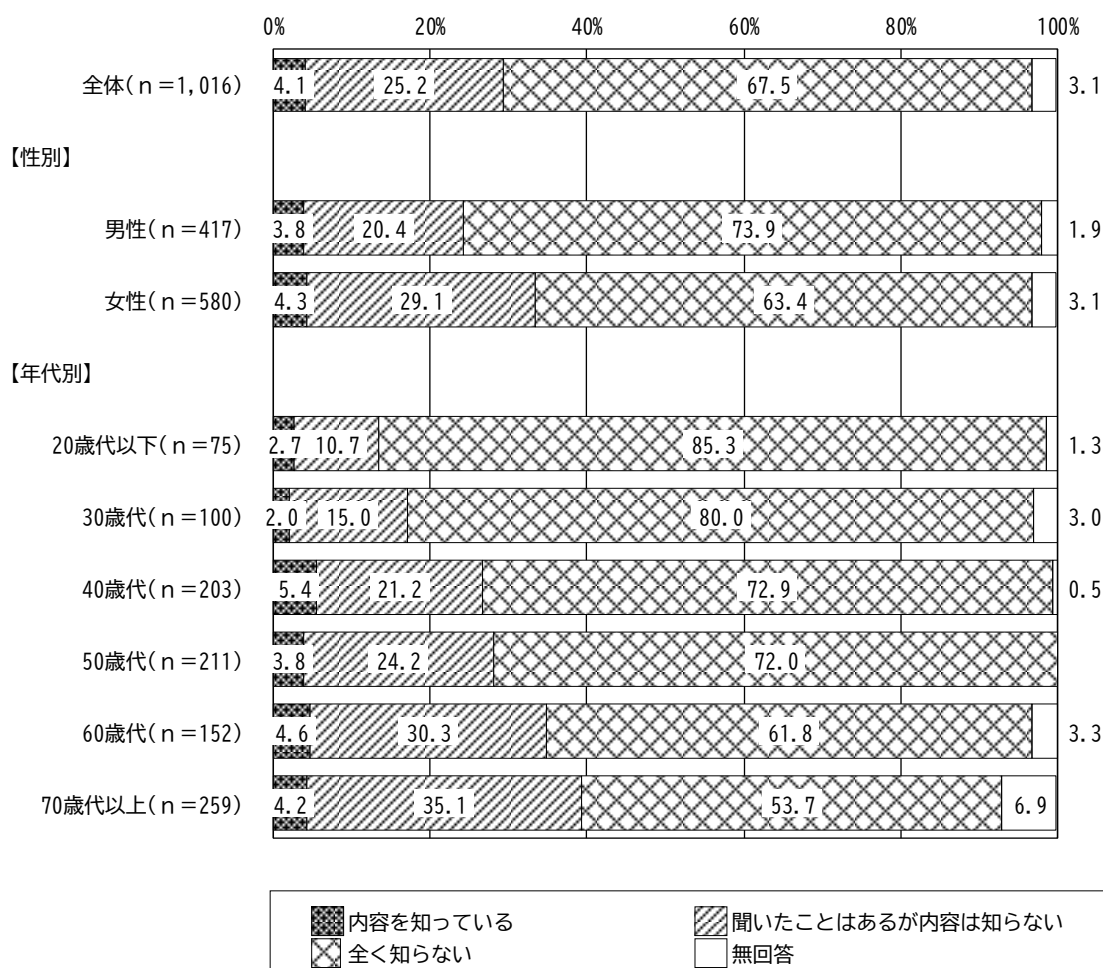 0% 20% 40% 60% 80% 100%
全体(ｎ=1,016) 4.1 25.2 67.5 3.1
【性別】
男性(ｎ=417) 3.8 20.4 73.9 1.9
女性(ｎ=580) 4.3 29.1 63.4 3.1
【年代別】
20歳代以下(ｎ=75) 2.7 10.7 85.3 1.3
30歳代(ｎ=100) 2.0 15.0 80.0 3.0
40歳代(ｎ=203) 5.4 21.2 72.9 0.5
50歳代(ｎ=211) 3.8 24.2 72.0
60歳代(ｎ=152) 4.6 30.3 61.8 3.3
70歳代以上(ｎ=259) 4.2 35.1 53.7 6.9
内容を知っている 聞いたことはあるが内容は知らない
全く知らない 無回答